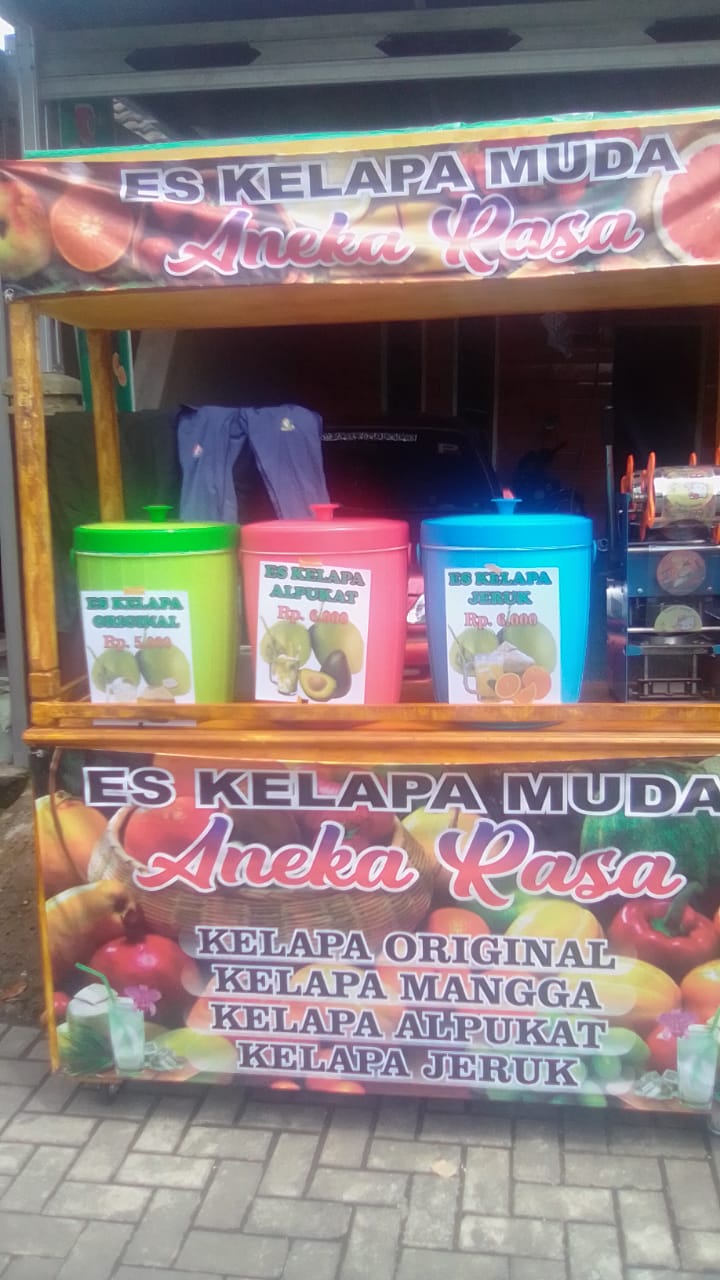 ES KELAPA MUDA
Aneka Rasa
ES KELAPA
ORIGINAL
Rp. 5.000
ES KELAPA
ALPUKAT
Rp. 6.000
ES KELAPA
JERUK
Rp. 6.000
ES KELAPA MUDA
Aneka Rasa
KELAPA ORIGINAL
KELAPA MANGGA
KELAPA ALPUKAT
KELAPA JERUK